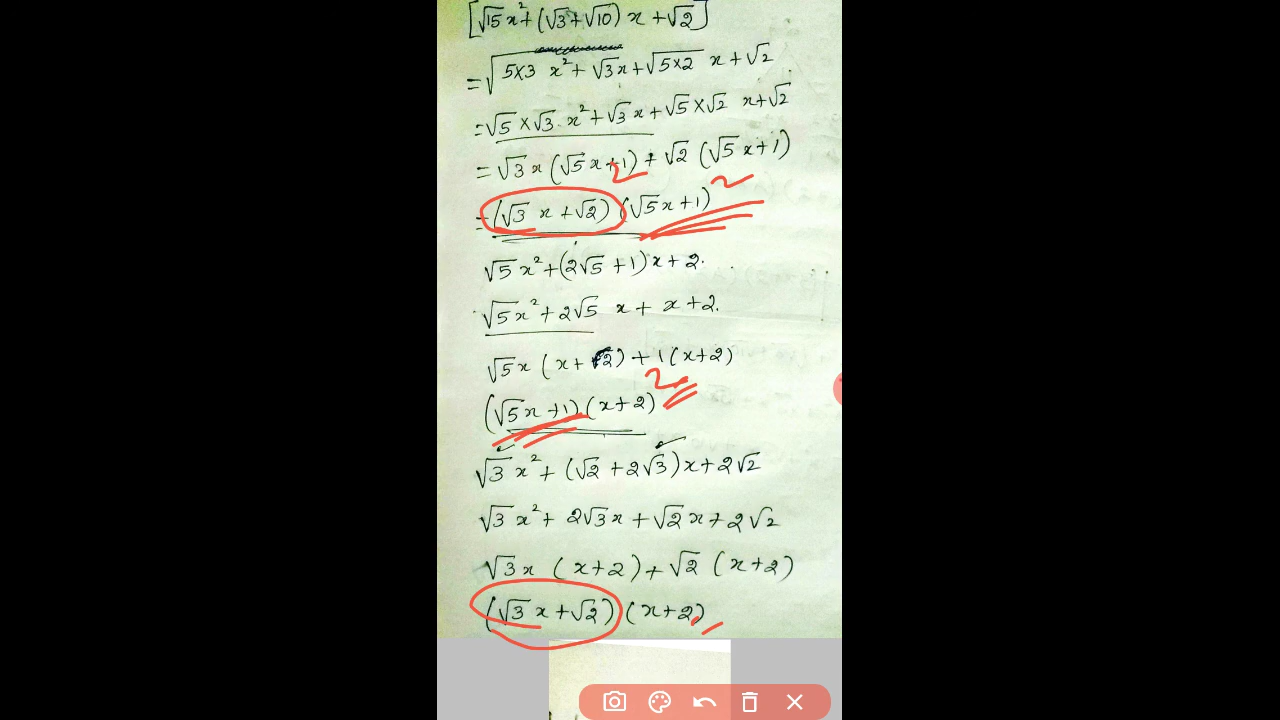 [√15 x² + (√3+√10) x + √2]
= √5×3 x² + √3x + √5×2 x + √2
= √5 × √3 · x² + √3 x + √5 × √2 x + √2
= √3 x (√5 x + 1) + √2 (√5 x + 1)
= (√3 x + √2) (√5 x + 1)
√5 x² + (2√5 + 1) x + 2.
√5 x² + 2√5 x + x + 2.
√5 x (x + 2) + 1 (x + 2)
(√5 x + 1) (x + 2)
√3 x² + (√2 + 2√3) x + 2√2
√3 x² + 2√3 x + √2 x + 2√2
√3 x (x + 2) + √2 (x + 2)
(√3 x + √2) (x + 2)